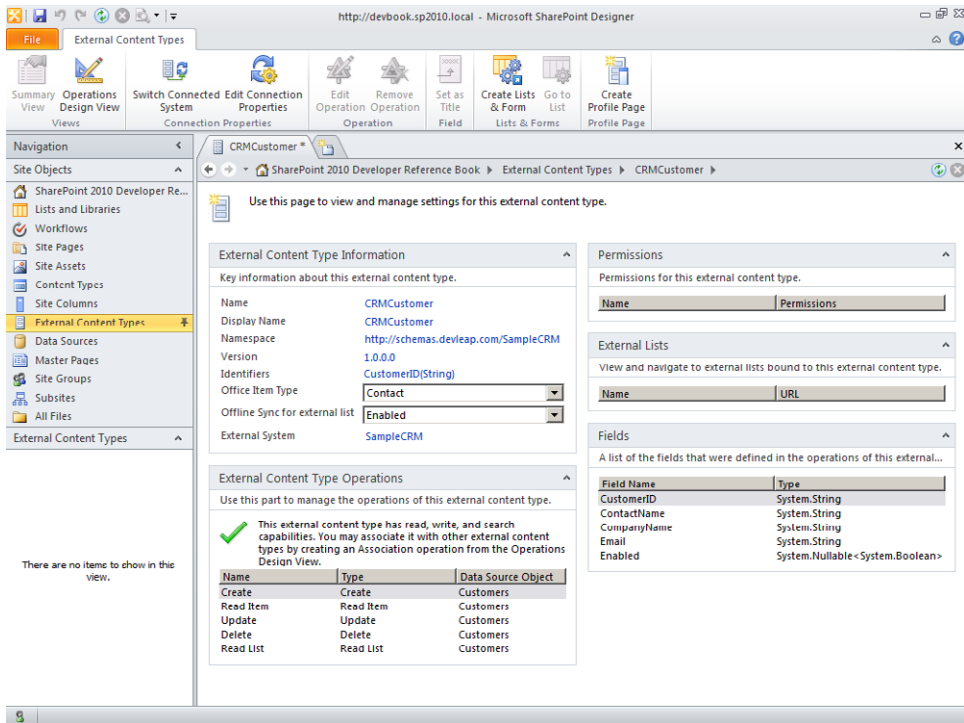 http://devbook.sp2010.local - Microsoft SharePoint Designer
File External Content Types
Summary View
Operations Design View
Switch Connected System
Edit Connection Properties
Edit Operation
Remove Operation
Set as Title
Create Lists & Form
Go to List
Create Profile Page
Views Connection Properties Operation Field Lists & Forms Profile Page
Navigation
Site Objects
SharePoint 2010 Developer Re...
Lists and Libraries
Workflows
Site Pages
Site Assets
Content Types
Site Columns
External Content Types
Data Sources
Master Pages
Site Groups
Subsites
All Files
External Content Types
There are no items to show in this
view.
CRMCustomer *
SharePoint 2010 Developer Reference Book External Content Types CRMCustomer
Use this page to view and manage settings for this external content type.
External Content Type Information
Key information about this external content type.
Name CRMCustomer
Display Name CRMCustomer
Namespace http://schemas.devleap.com/SampleCRM
Version 1.0.0.0
Identifiers CustomerID(String)
Office Item Type Contact
Offline Sync for external list Enabled
External System SampleCRM
External Content Type Operations
Use this part to manage the operations of this external content type.
This external content type has read, write, and search
capabilities. You may associate it with other external content
types by creating an Association operation from the Operations
Design View.
Name Type Data Source Object
Create Create Customers
Read Item Read Item Customers
Update Update Customers
Delete Delete Customers
Read List Read List Customers
Permissions
Permissions for this external content type.
Name Permissions
External Lists
View and navigate to external lists bound to this external content type.
Name URL
Fields
A list of the fields that were defined in the operations of this external...
Field Name Type
CustomerID System.String
ContactName System.String
CompanyName System.String
Email System.String
Enabled System.Nullable<System.Boolean>